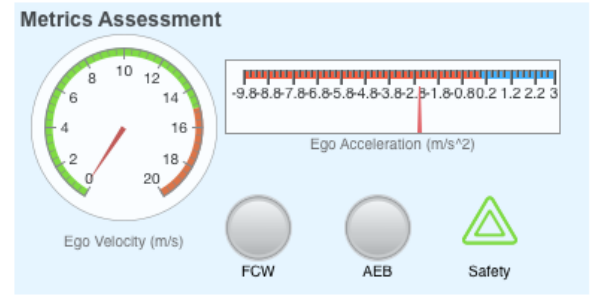 Metrics Assessment
0 2 4 6 8 10 12 14 16 18 20
Ego Velocity (m/s)
-9.8 -8.8 -7.8 -6.8 -5.8 -4.8 -3.8 -2.8 -1.8 -0.8 0.2 1.2 2.2 3
Ego Acceleration (m/s^2)
FCW
AEB
Safety